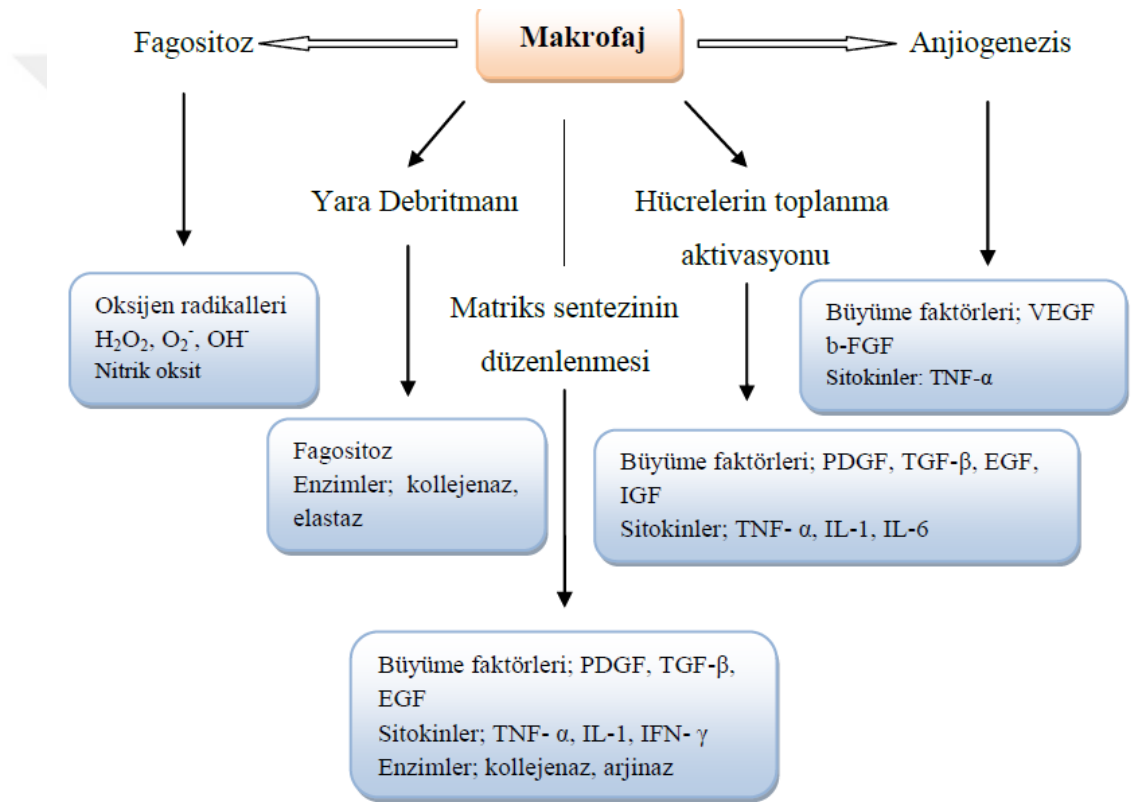 Makrofaj
Fagositoz
Anjiogenezis
Yara Debritmanı
Hücrelerin toplanma
aktivasyonu
Matriks sentezinin
düzenlenmesi
Oksijen radikalleri
H₂O₂, O₂⁻, OH⁻
Nitrik oksit
Fagositoz
Enzimler; kollejenaz,
elastaz
Büyüme faktörleri; VEGF
b-FGF
Sitokinler: TNF-α
Büyüme faktörleri; PDGF, TGF-β, EGF,
IGF
Sitokinler; TNF- α, IL-1, IL-6
Büyüme faktörleri; PDGF, TGF-β,
EGF
Sitokinler; TNF- α, IL-1, IFN- γ
Enzimler; kollejenaz, arjinaz